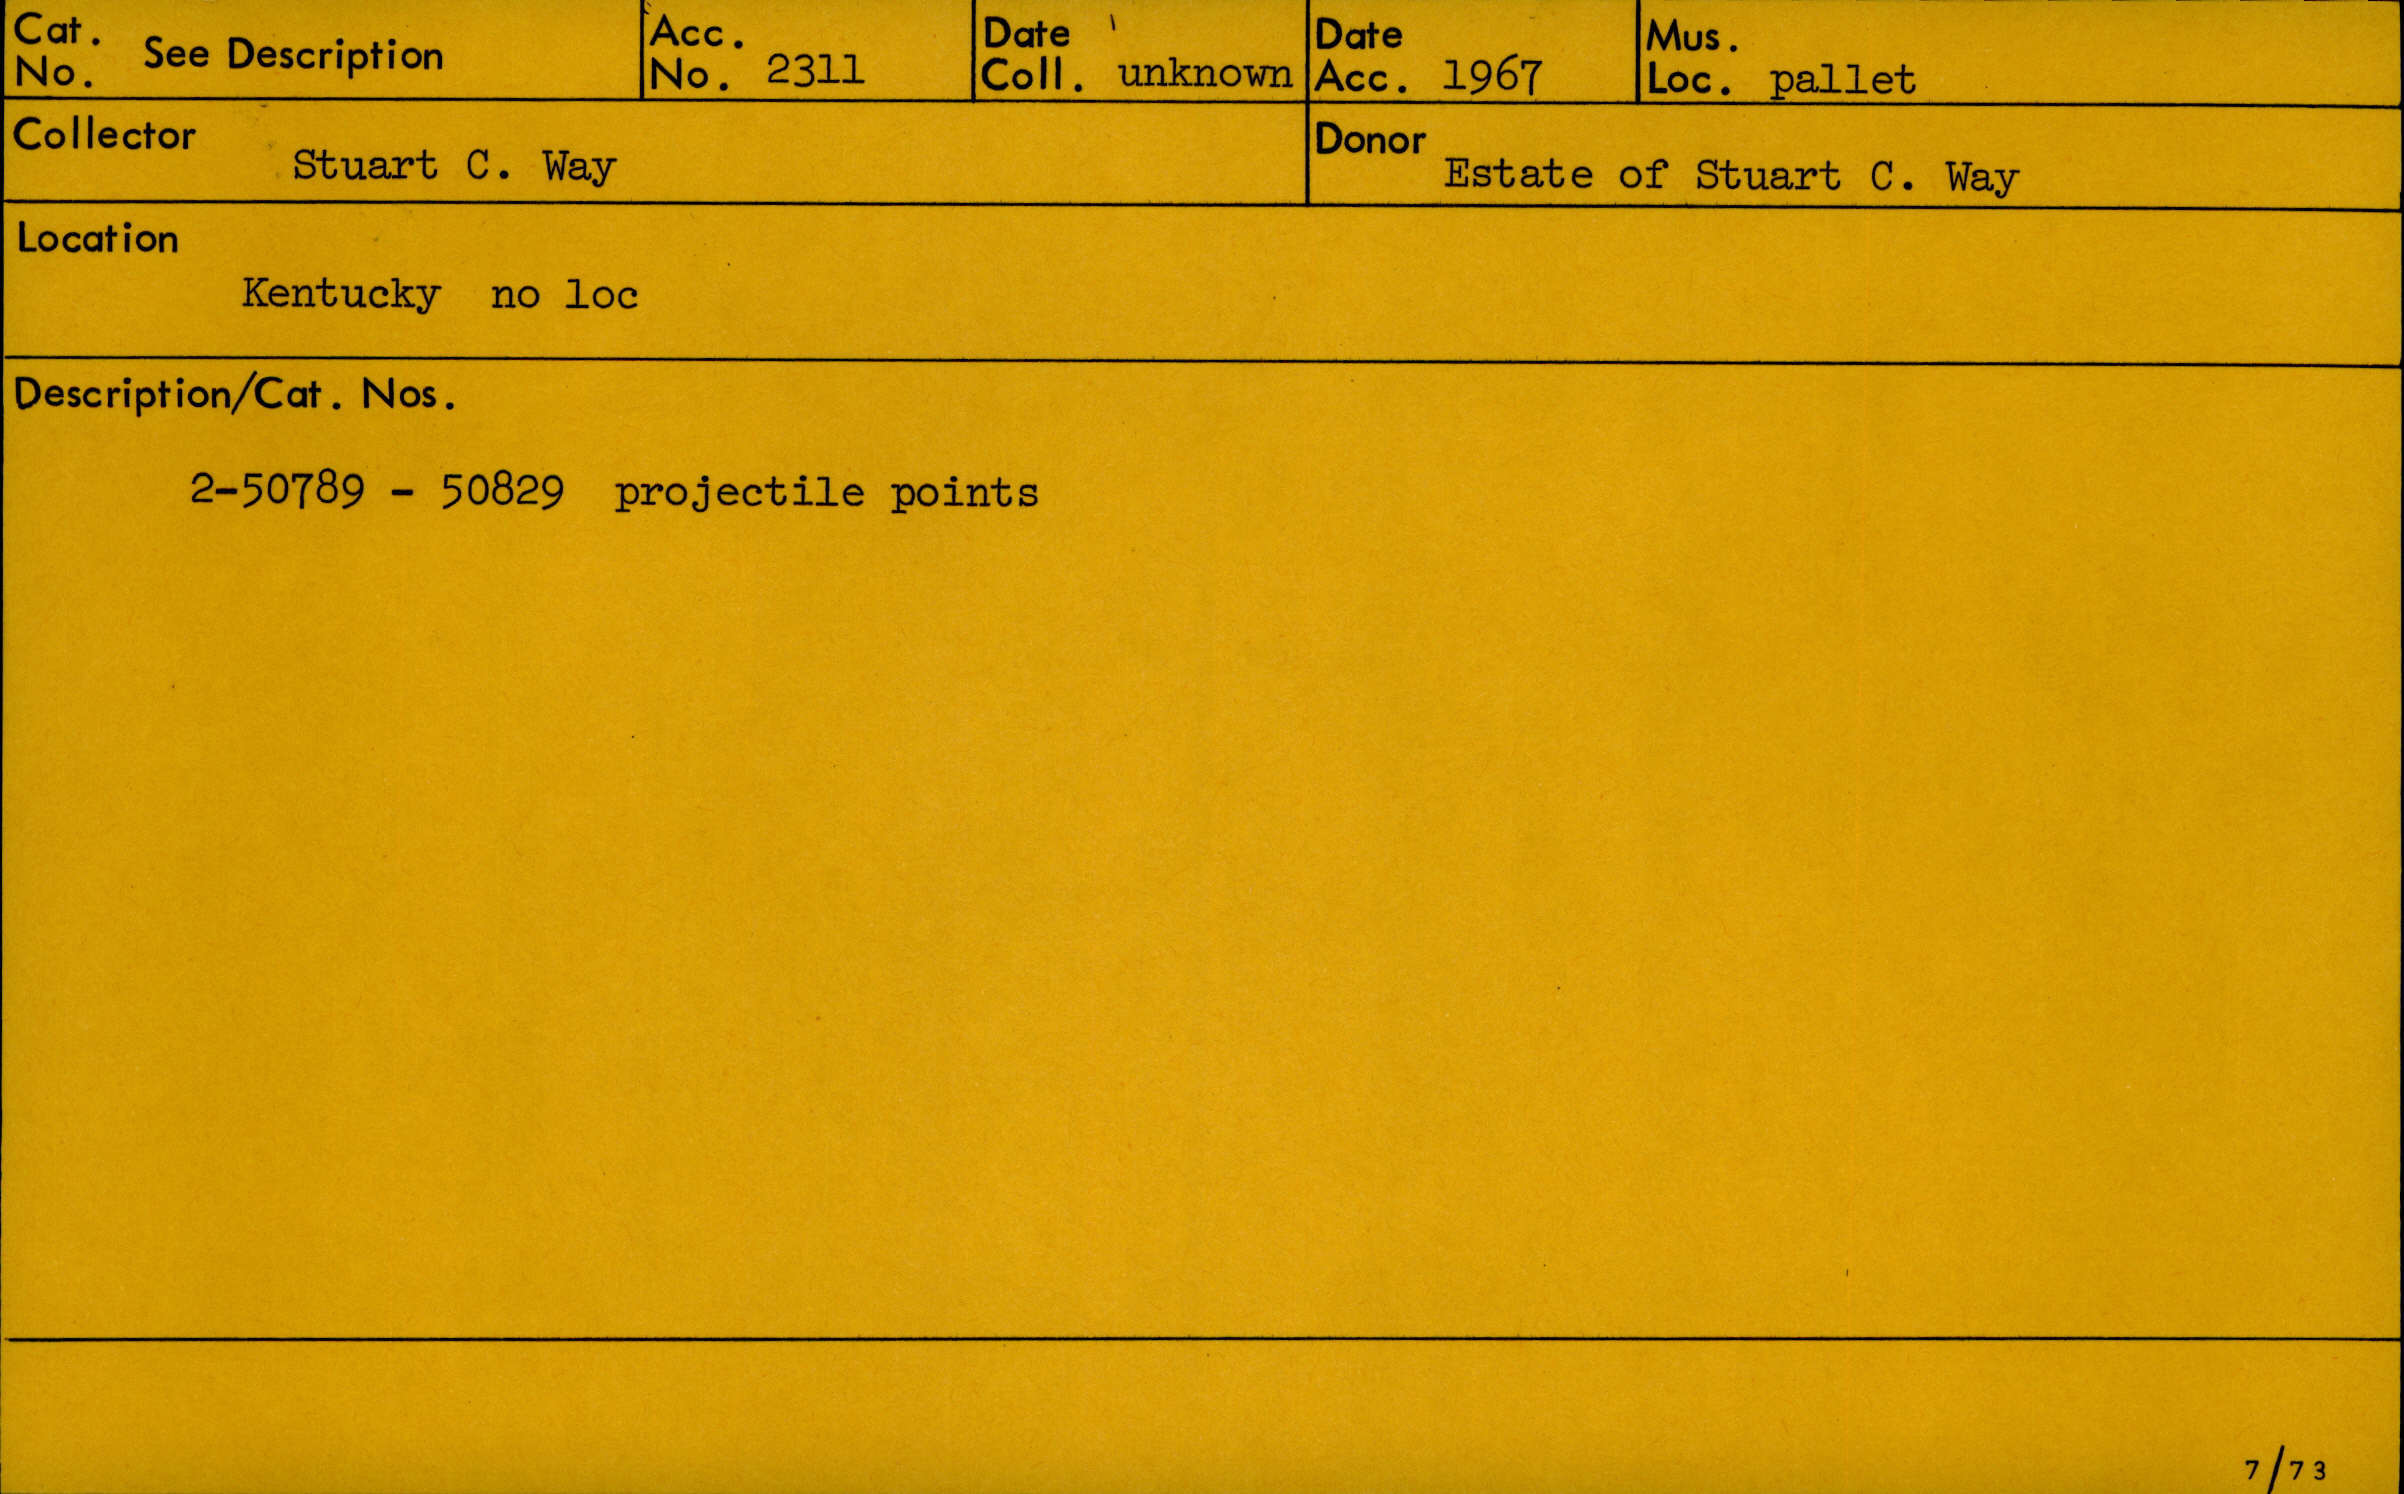 Cat. No. See Description
Acc. No. 2311
Date Coll. unknown
Date Acc. 1967
Mus. Loc. pallet
Collector
Stuart C. Way
Donor
Estate of Stuart C. Way
Location
Kentucky no loc
Description/Cat. Nos.
2-50789 - 50829 projectile points
7/73